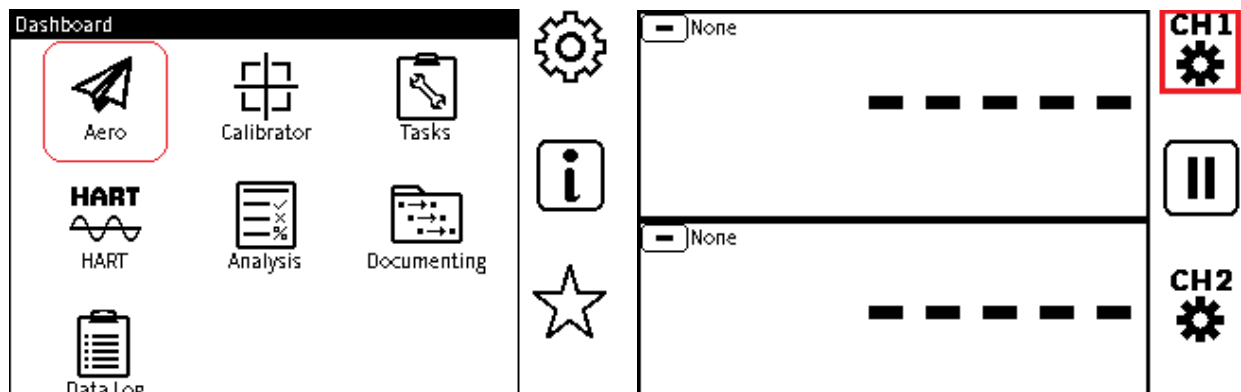 Dashboard
Aero
Calibrator
Tasks
HART
HART
Analysis
Documenting
Data Log
None
CH1
None
CH2